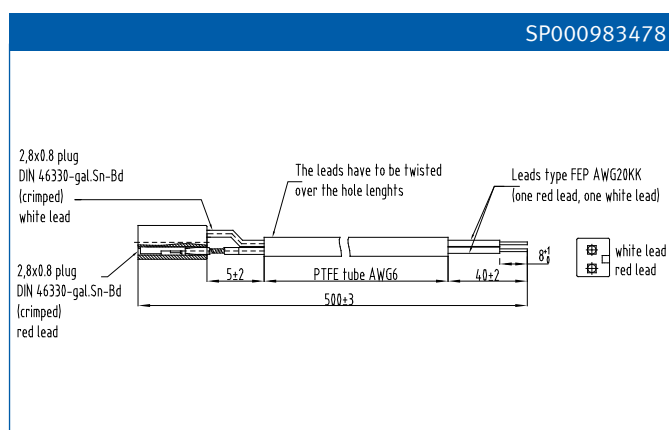 SP000983478
2,8x0.8 plug
DIN 46330-gal.Sn-Bd
(crimped)
white lead
The leads have to be twisted
over the hole lenghts
Leads type FEP AWG20KK
(one red lead, one white lead)
2,8x0.8 plug
DIN 46330-gal.Sn-Bd
(crimped)
red lead
5±2
PTFE tube AWG6
40±2
8+1 0
500±3
white lead
red lead